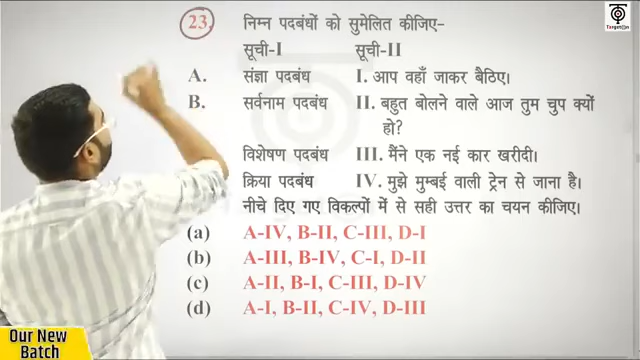 23. निम्न पदबंधों को सुमेलित कीजिए-
सूची-I सूची-II
A. संज्ञा पदबंध I. आप वहाँ जाकर बैठिए।
B. सर्वनाम पदबंध II. बहुत बोलने वाले आज तुम चुप क्यों
हो?
विशेषण पदबंध III. मैंने एक नई कार खरीदी।
क्रिया पदबंध IV. मुझे मुम्बई वाली ट्रेन से जाना है।
नीचे दिए गए विकल्पों में से सही उत्तर का चयन कीजिए।
(a) A-IV, B-II, C-III, D-I
(b) A-III, B-IV, C-I, D-II
(c) A-II, B-I, C-III, D-IV
(d) A-I, B-II, C-IV, D-III
Our New
Batch